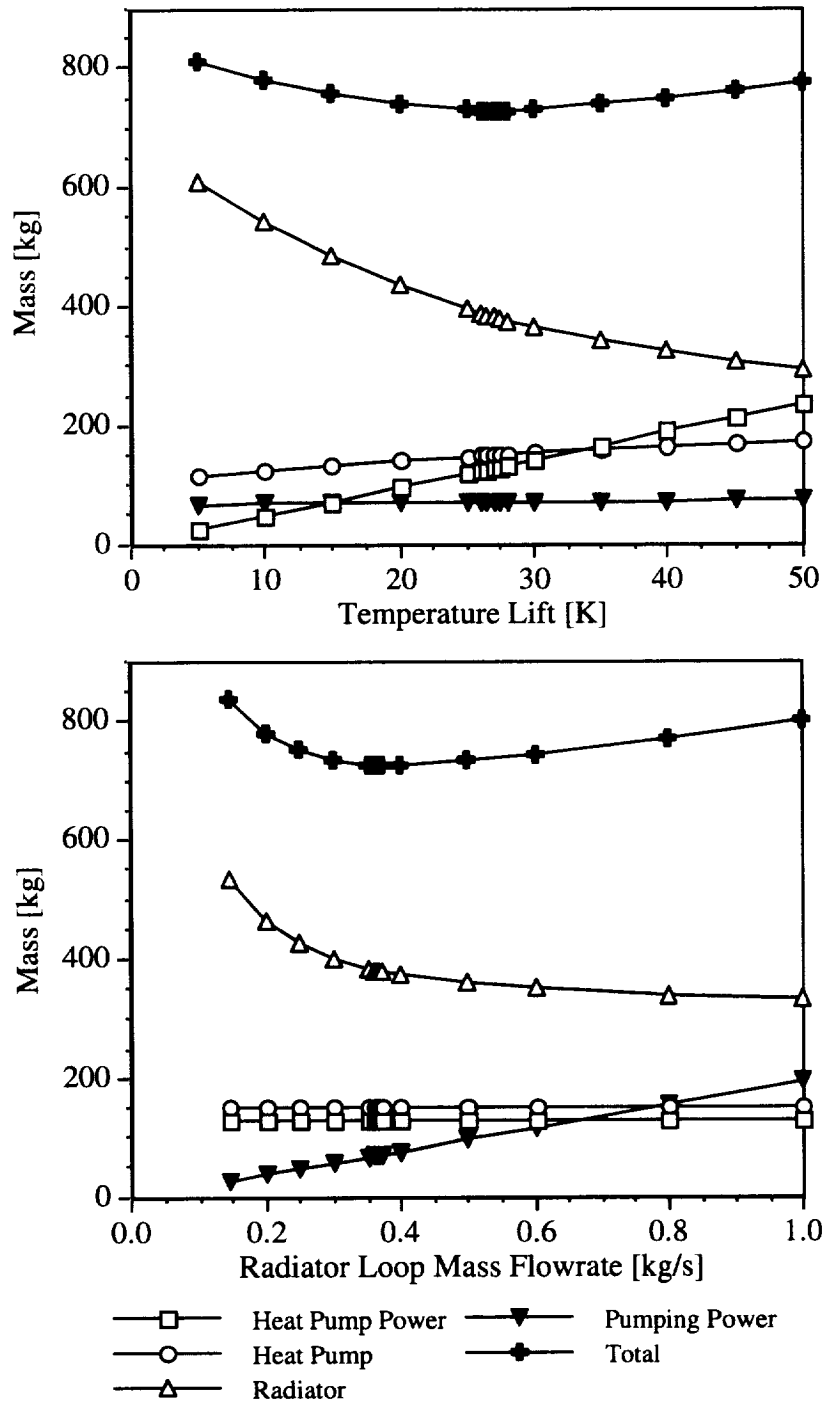 800
600
400
200
0
Mass [kg]
0 10 20 30 40 50
Temperature Lift [K]
800
600
400
200
0
Mass [kg]
0.0 0.2 0.4 0.6 0.8 1.0
Radiator Loop Mass Flowrate [kg/s]
Heat Pump Power Pumping Power
Heat Pump Total
Radiator